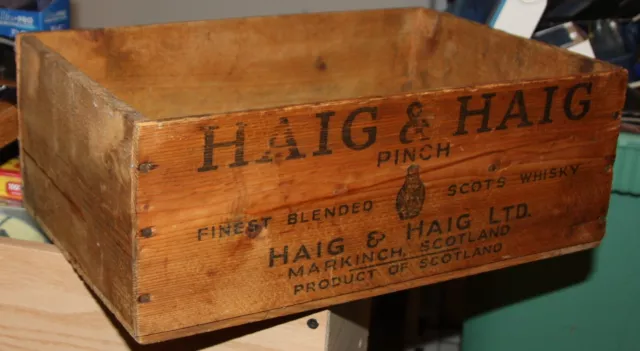 HAIG & HAIG
PINCH
FINEST BLENDED SCOTS WHISKY
HAIG & HAIG LTD.
MARKINCH, SCOTLAND
PRODUCT OF SCOTLAND